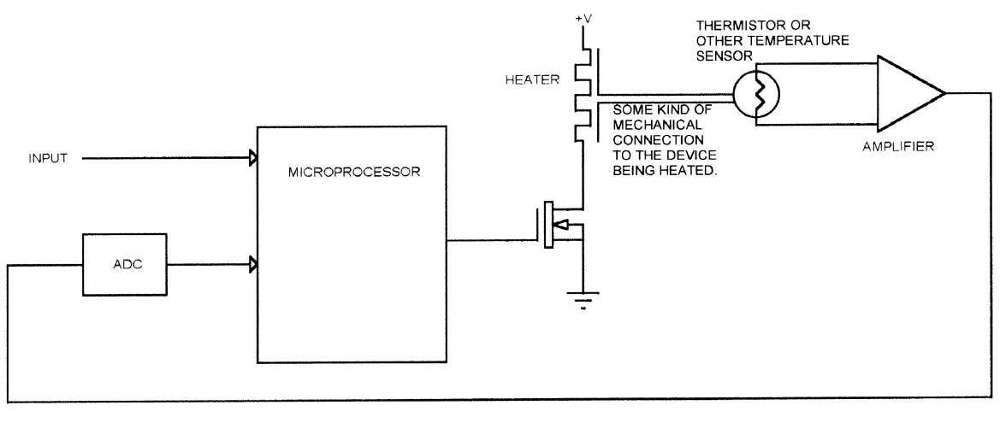 +V
THERMISTOR OR
OTHER TEMPERATURE
SENSOR
HEATER
SOME KIND OF
MECHANICAL
CONNECTION
TO THE DEVICE
BEING HEATED.
AMPLIFIER
INPUT
MICROPROCESSOR
ADC